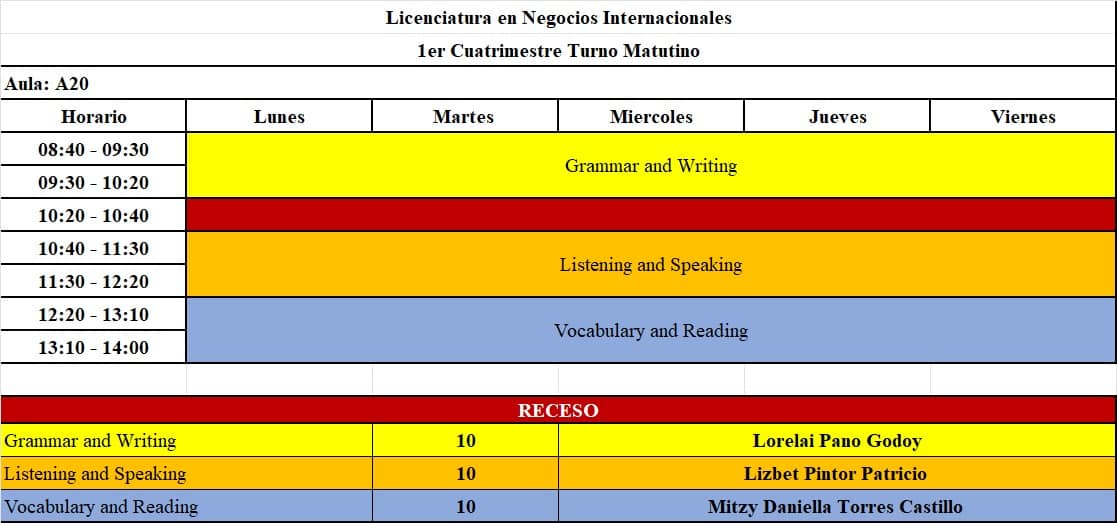 Licenciatura en Negocios Internacionales
1er Cuatrimestre Turno Matutino
Aula: A20
Horario Lunes Martes Miercoles Jueves Viernes
08:40 - 09:30
Grammar and Writing
09:30 - 10:20
10:20 - 10:40
10:40 - 11:30
Listening and Speaking
11:30 - 12:20
12:20 - 13:10
Vocabulary and Reading
13:10 - 14:00
RECESO
Grammar and Writing 10 Lorelai Pano Godoy
Listening and Speaking 10 Lizbet Pintor Patricio
Vocabulary and Reading 10 Mitzy Daniella Torres Castillo